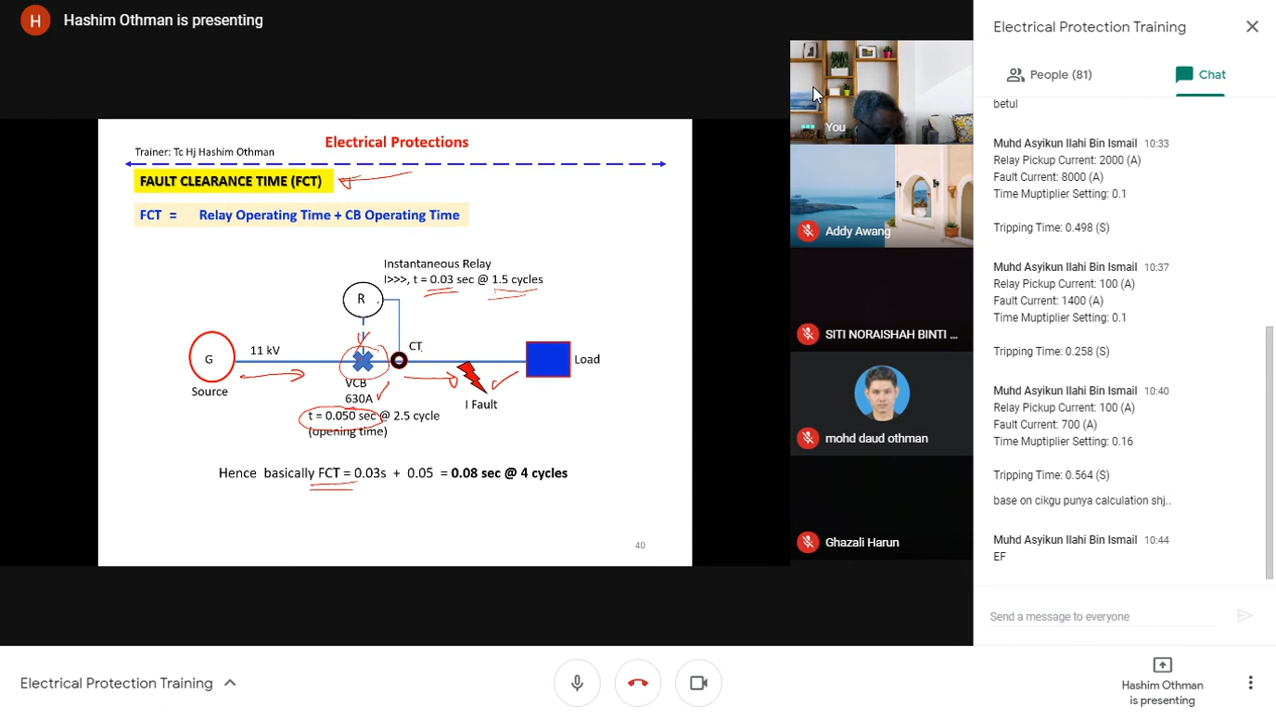 H
Hashim Othman is presenting
Trainer: Tc Hj Hashim Othman
Electrical Protections
FAULT CLEARANCE TIME (FCT)
FCT = Relay Operating Time + CB Operating Time
Instantaneous Relay
I>>>, t = 0.03 sec @ 1.5 cycles
R
G
11 kV
CT
Load
Source
VCB
630A
I Fault
t = 0.050 sec @ 2.5 cycle
(opening time)
Hence basically FCT = 0.03s + 0.05 = 0.08 sec @ 4 cycles
40
You
Addy Awang
SITI NORAISHAH BINTI ...
mohd daud othman
Ghazali Harun
Electrical Protection Training
People (81)
Chat
betul
Muhd Asyikun Ilahi Bin Ismail 10:33
Relay Pickup Current: 2000 (A)
Fault Current: 8000 (A)
Time Mutiplier Setting: 0.1
Tripping Time: 0.498 (S)
Muhd Asyikun Ilahi Bin Ismail 10:37
Relay Pickup Current: 100 (A)
Fault Current: 1400 (A)
Time Mutiplier Setting: 0.1
Tripping Time: 0.258 (S)
Muhd Asyikun Ilahi Bin Ismail 10:40
Relay Pickup Current: 100 (A)
Fault Current: 700 (A)
Time Mutiplier Setting: 0.16
Tripping Time: 0.564 (S)
base on cikgu punya calculation shj..
Muhd Asyikun Ilahi Bin Ismail 10:44
EF
Send a message to everyone
Electrical Protection Training
Hashim Othman
is presenting